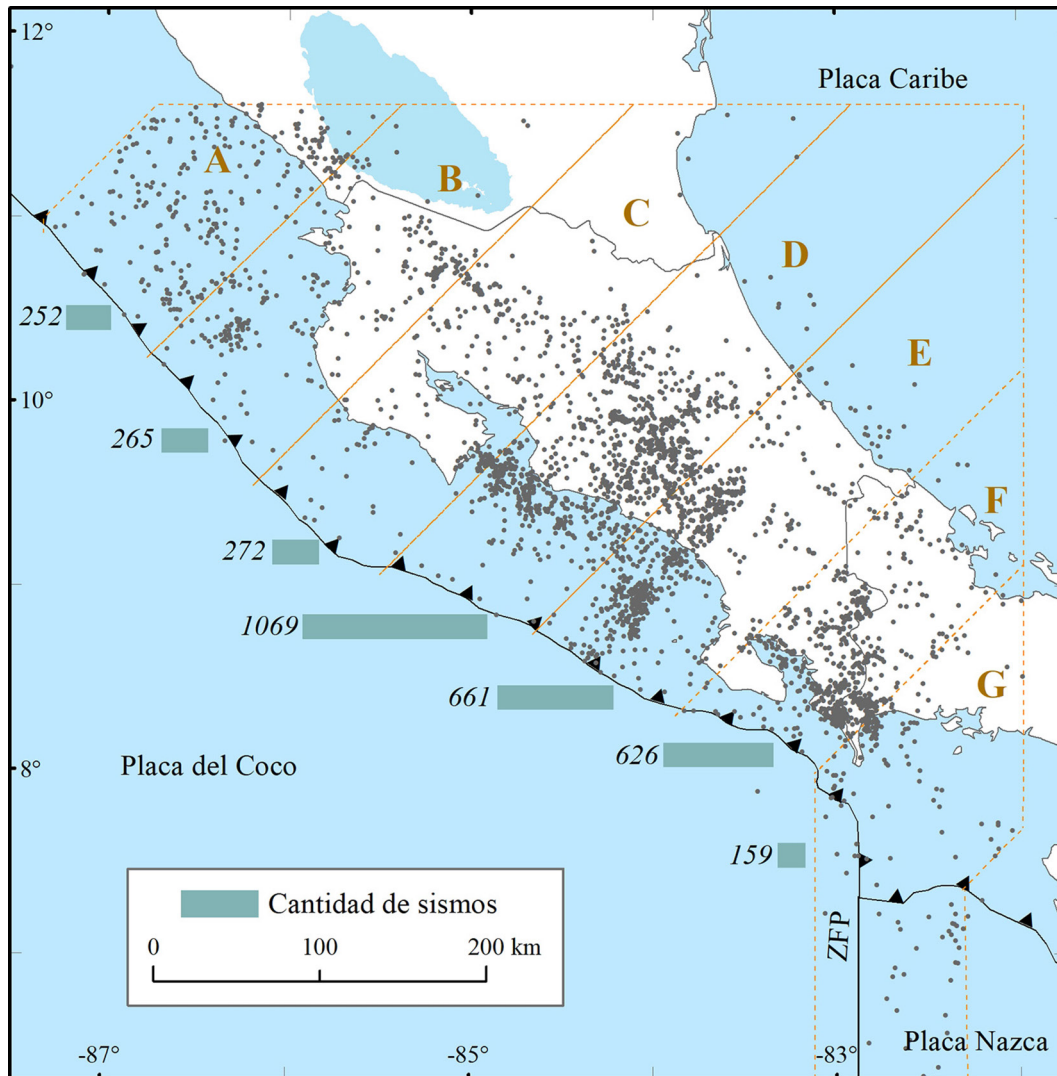 12°
Placa Caribe
A
B
C
D
252
10°
E
265
F
272
1069
G
661
626
Placa del Coco
8°
159
Cantidad de sismos
0 100 200 km
ZFP
-87° -85° -83°
Placa Nazca